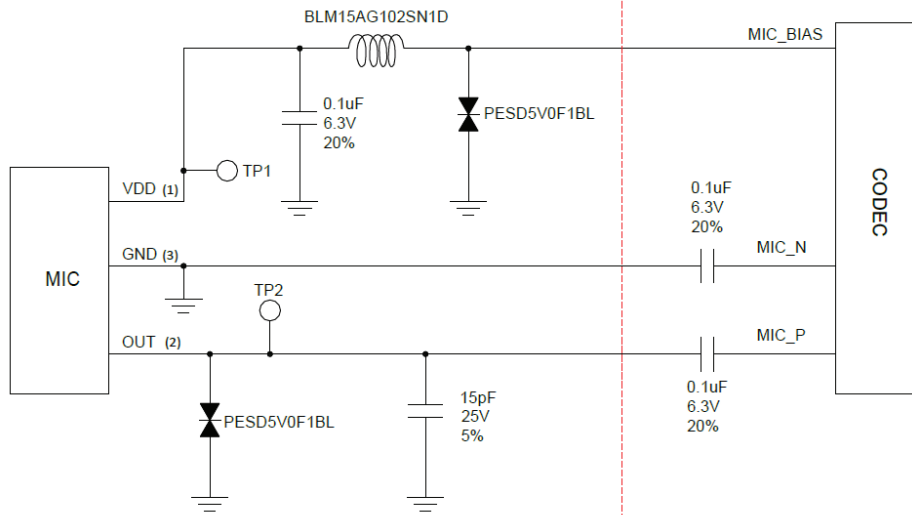 BLM15AG102SN1D
MIC_BIAS
0.1uF
6.3V
20%
PESD5V0F1BL
TP1
VDD (1)
CODEC
0.1uF
6.3V
20%
GND (3)
MIC_N
MIC
TP2
OUT (2)
MIC_P
PESD5V0F1BL
15pF
25V
5%
0.1uF
6.3V
20%